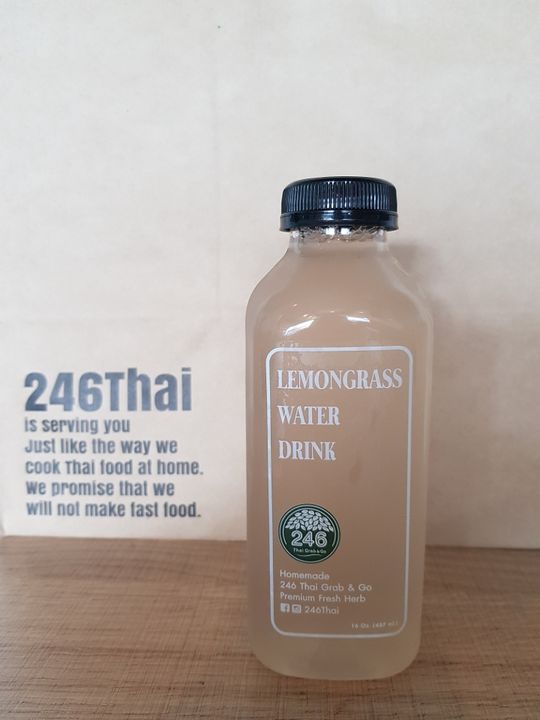 246Thai
is serving you
Just like the way we
cook Thai food at home.
We promise that we
will not make fast food.
LEMONGRASS
WATER
DRINK
246
Thai Grab & Go
Homemade
246 Thai Grab & Go
Premium Fresh Herb
246Thai